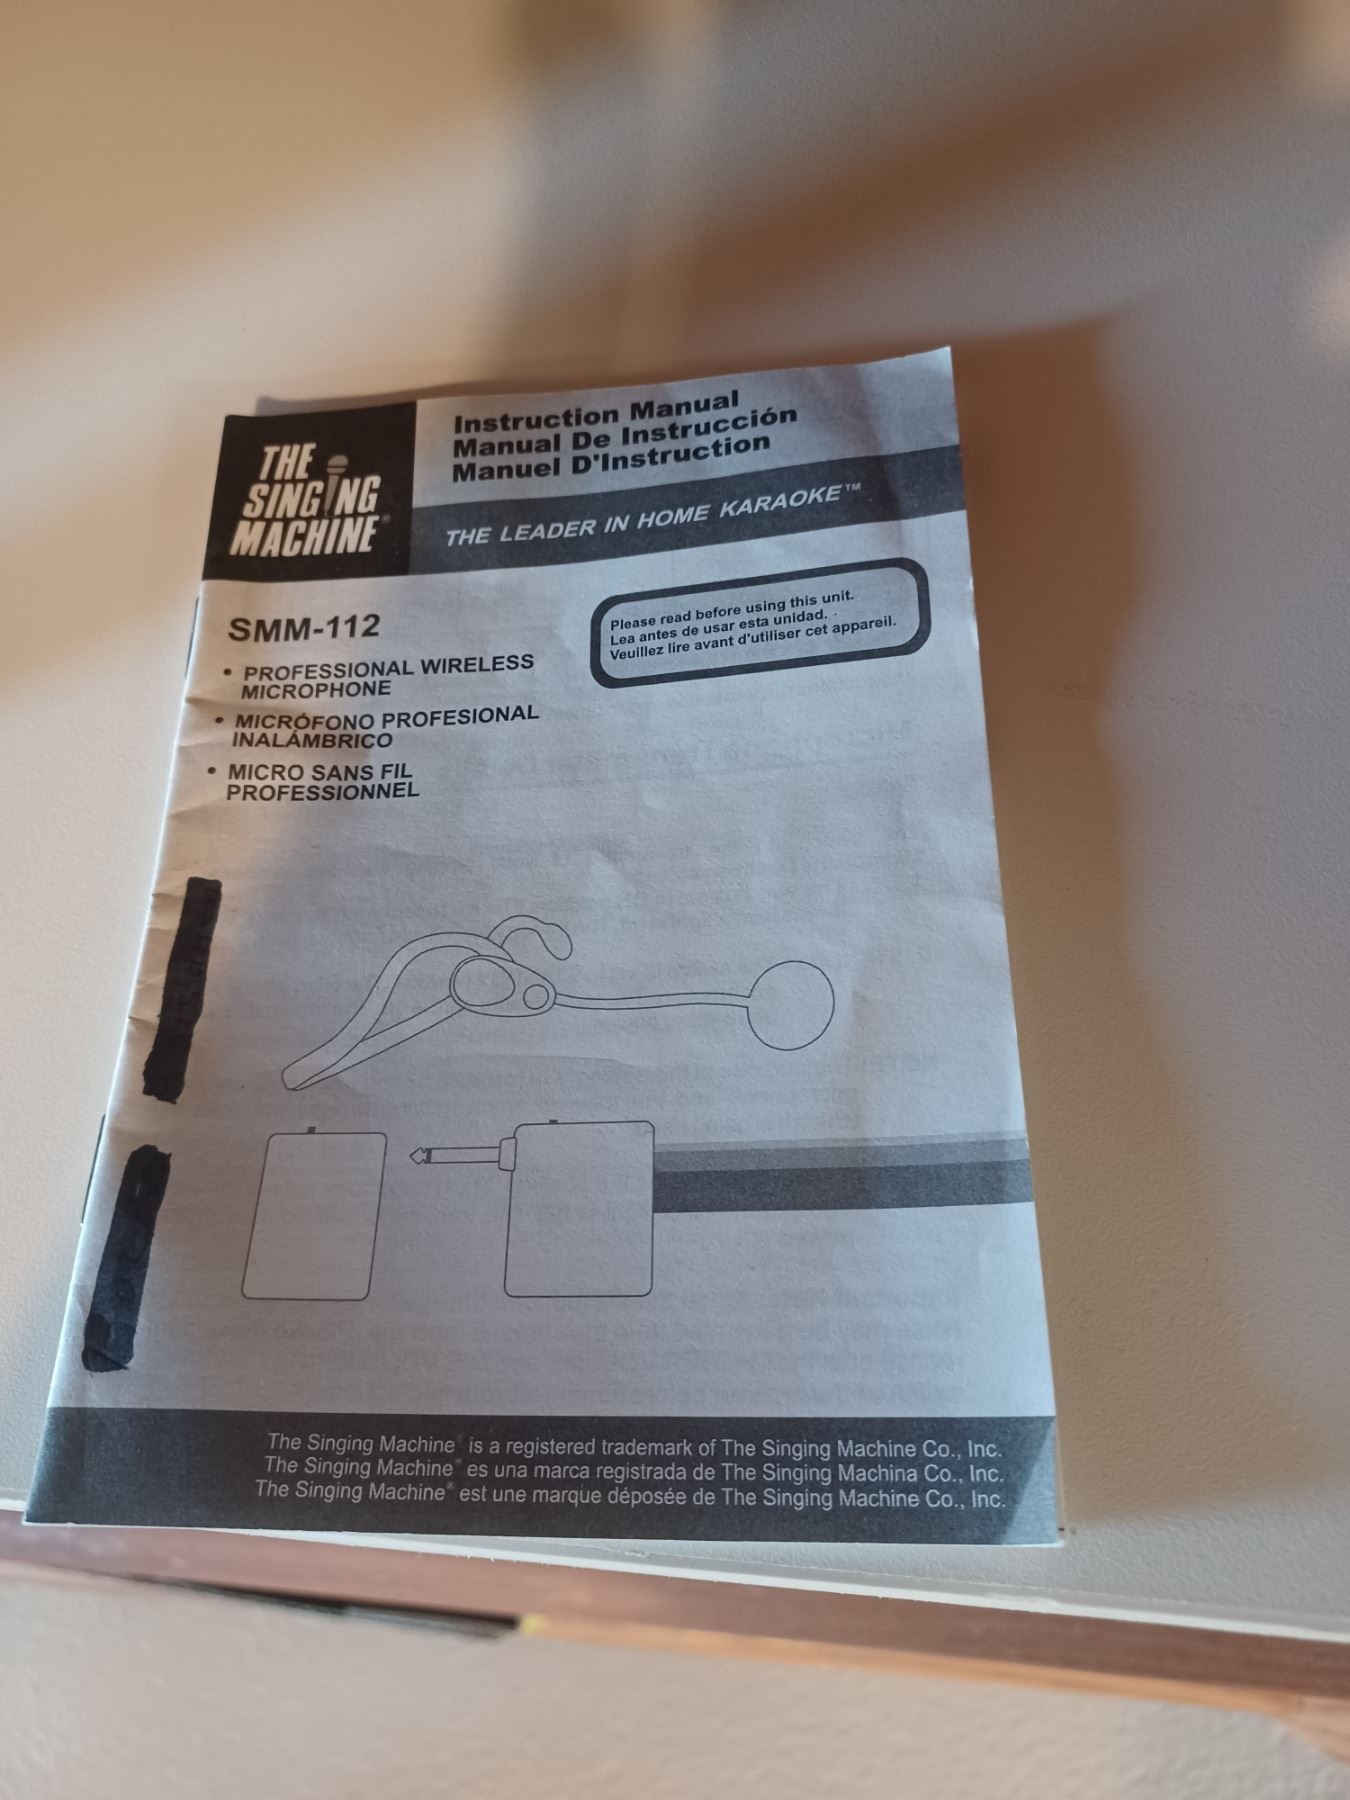 THE
SINGING
MACHINE®
Instruction Manual
Manual De Instrucción
Manuel D'Instruction
THE LEADER IN HOME KARAOKE™
SMM-112
Please read before using this unit.
Lea antes de usar esta unidad.
Veuillez lire avant d'utiliser cet appareil.
• PROFESSIONAL WIRELESS
MICROPHONE
• MICRÓFONO PROFESIONAL
INALÁMBRICO
• MICRO SANS FIL
PROFESSIONNEL
The Singing Machine® is a registered trademark of The Singing Machine Co., Inc.
The Singing Machine® es una marca registrada de The Singing Machina Co., Inc.
The Singing Machine® est une marque déposée de The Singing Machine Co., Inc.